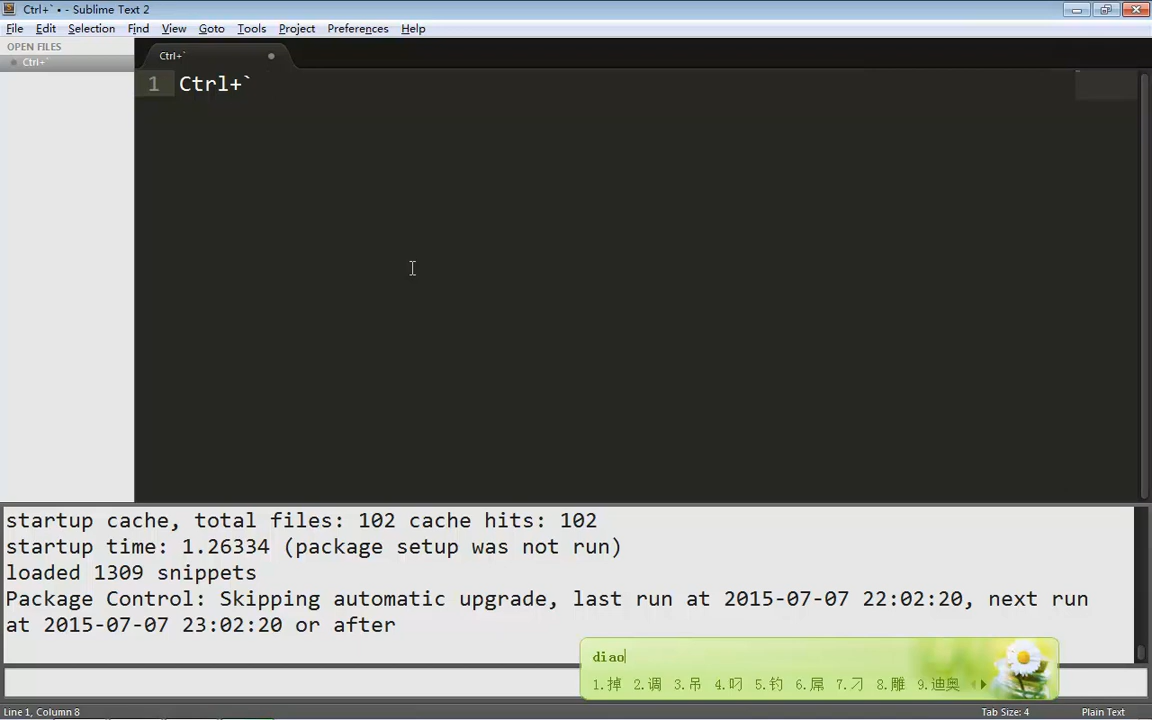 Ctrl+` • - Sublime Text 2
File Edit Selection View Find Goto Tools Project Preferences Help
OPEN FILES
Ctrl+`
Ctrl+`
1 Ctrl+`
startup cache, total files: 102 cache hits: 102
startup time: 1.26334 (package setup was not run)
loaded 1309 snippets
Package Control: Skipping automatic upgrade, last run at 2015-07-07 22:02:20, next run
at 2015-07-07 23:02:20 or after
diao
1.掉 2.调 3.吊 4.叼 5.钓 6.屌 7.刁 8.雕 9.迪奥
Line 1, Column 8
Tab Size: 4
Plain Text